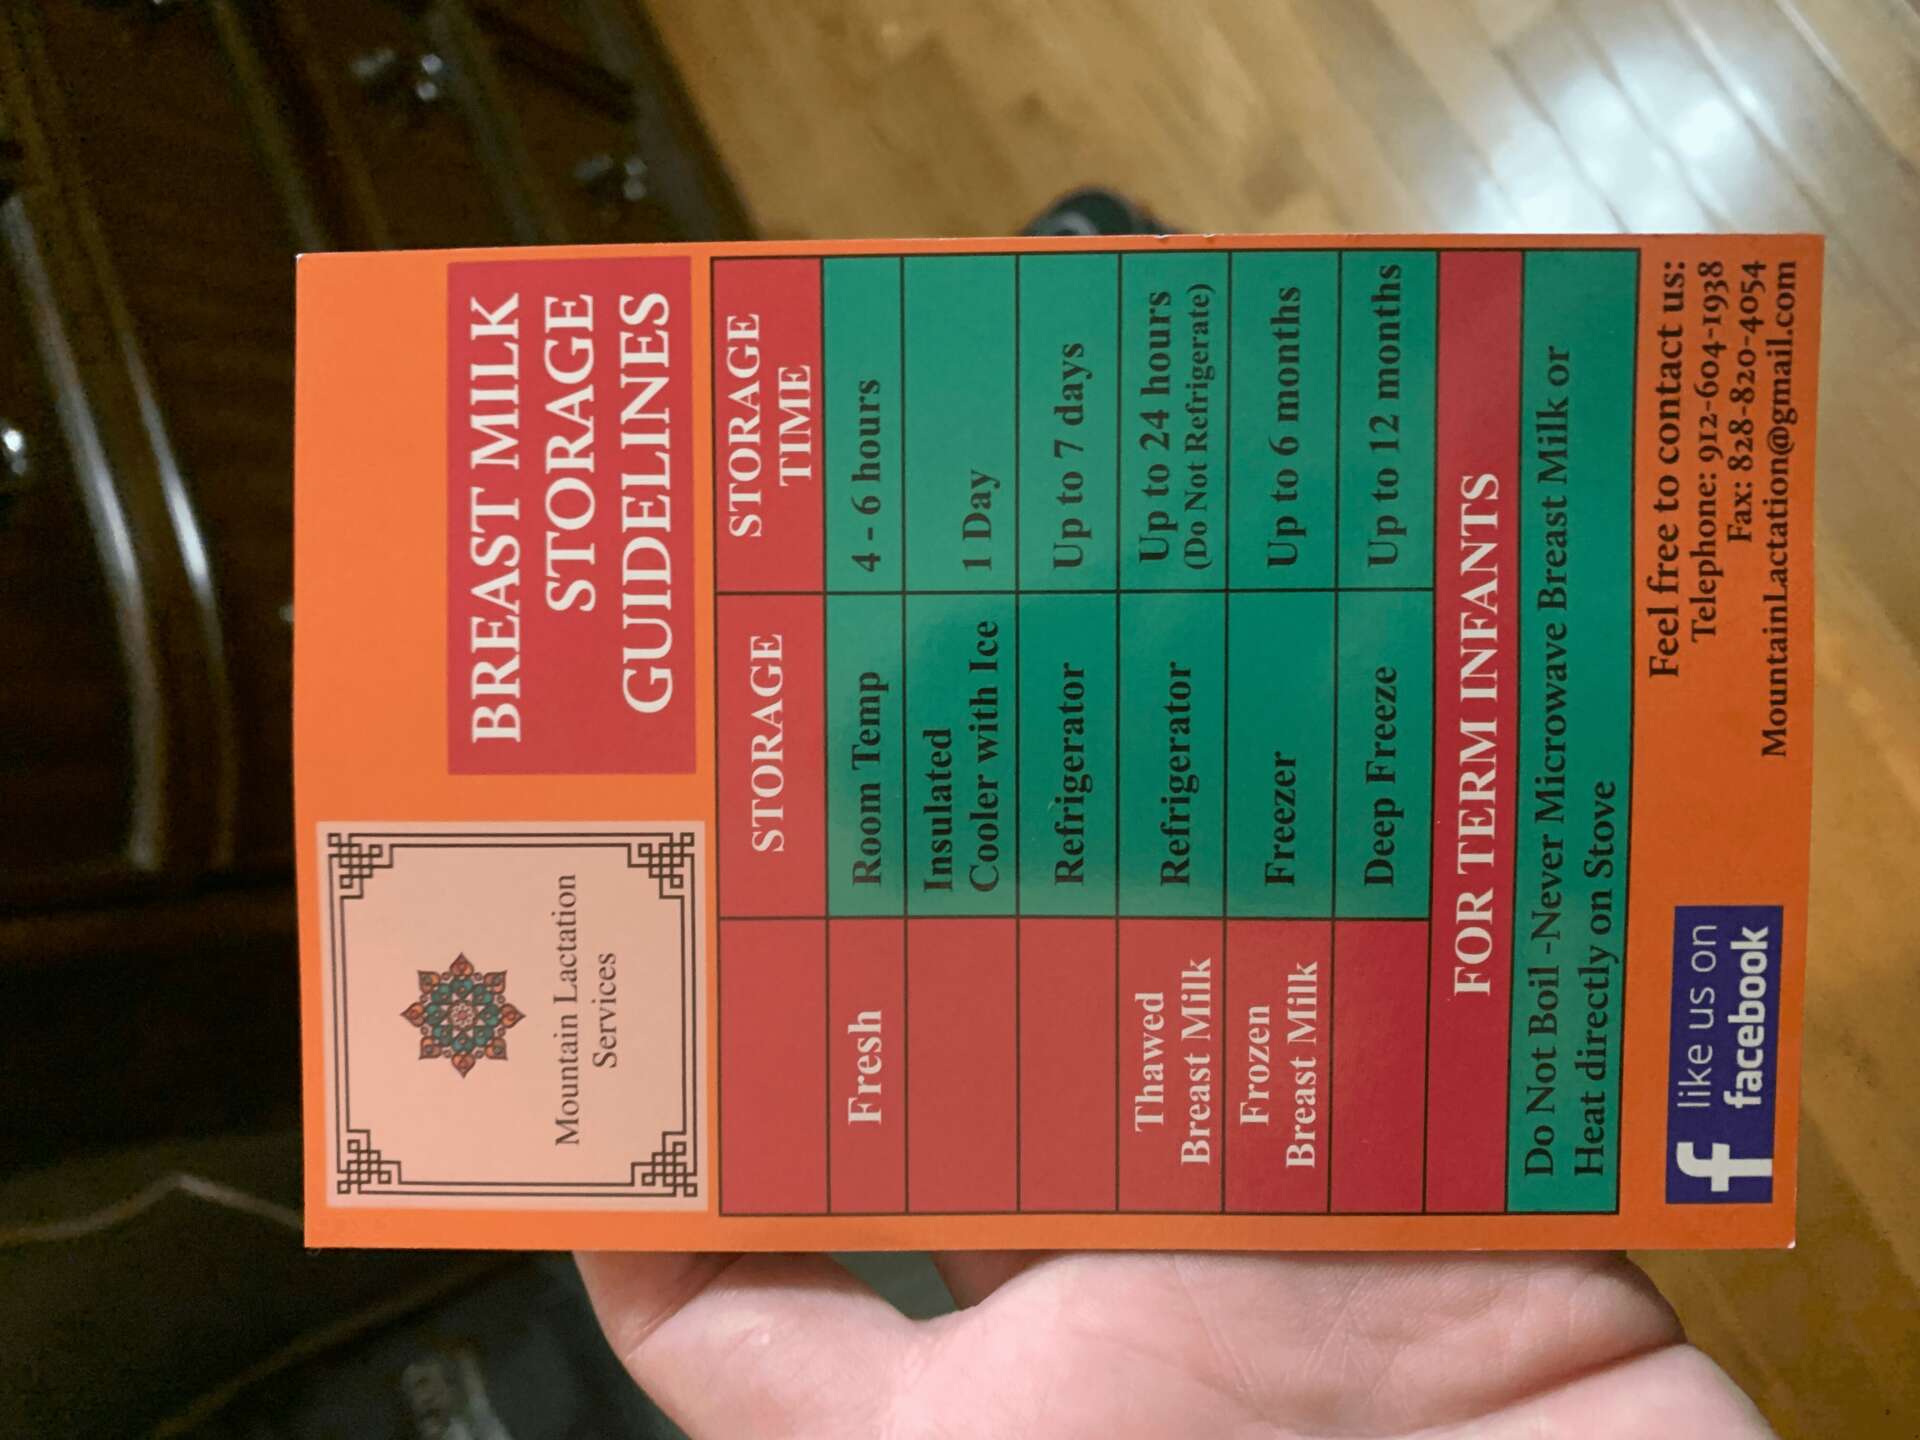 Mountain Lactation
Services
BREAST MILK
STORAGE
GUIDELINES
STORAGE
STORAGE
TIME
Fresh
Room Temp
4 - 6 hours
Insulated
Cooler with Ice
1 Day
Refrigerator
Up to 7 days
Thawed
Breast Milk
Refrigerator
Up to 24 hours
(Do Not Refrigerate)
Frozen
Breast Milk
Freezer
Up to 6 months
Deep Freeze
Up to 12 months
FOR TERM INFANTS
Do Not Boil -Never Microwave Breast Milk or
Heat directly on Stove
f like us on
facebook
Feel free to contact us:
Telephone: 912-604-1938
Fax: 828-820-4054
MountainLactation@gmail.com